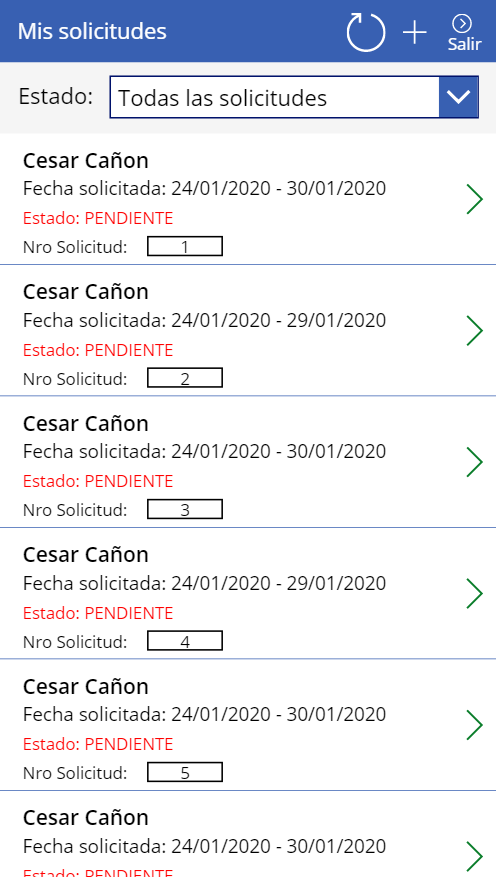 Mis solicitudes
Salir
Estado: Todas las solicitudes
Cesar Cañon
Fecha solicitada: 24/01/2020 - 30/01/2020
Estado: PENDIENTE
Nro Solicitud: 1
Cesar Cañon
Fecha solicitada: 24/01/2020 - 29/01/2020
Estado: PENDIENTE
Nro Solicitud: 2
Cesar Cañon
Fecha solicitada: 24/01/2020 - 30/01/2020
Estado: PENDIENTE
Nro Solicitud: 3
Cesar Cañon
Fecha solicitada: 24/01/2020 - 29/01/2020
Estado: PENDIENTE
Nro Solicitud: 4
Cesar Cañon
Fecha solicitada: 24/01/2020 - 30/01/2020
Estado: PENDIENTE
Nro Solicitud: 5
Cesar Cañon
Fecha solicitada: 24/01/2020 - 30/01/2020
Estado: PENDIENTE